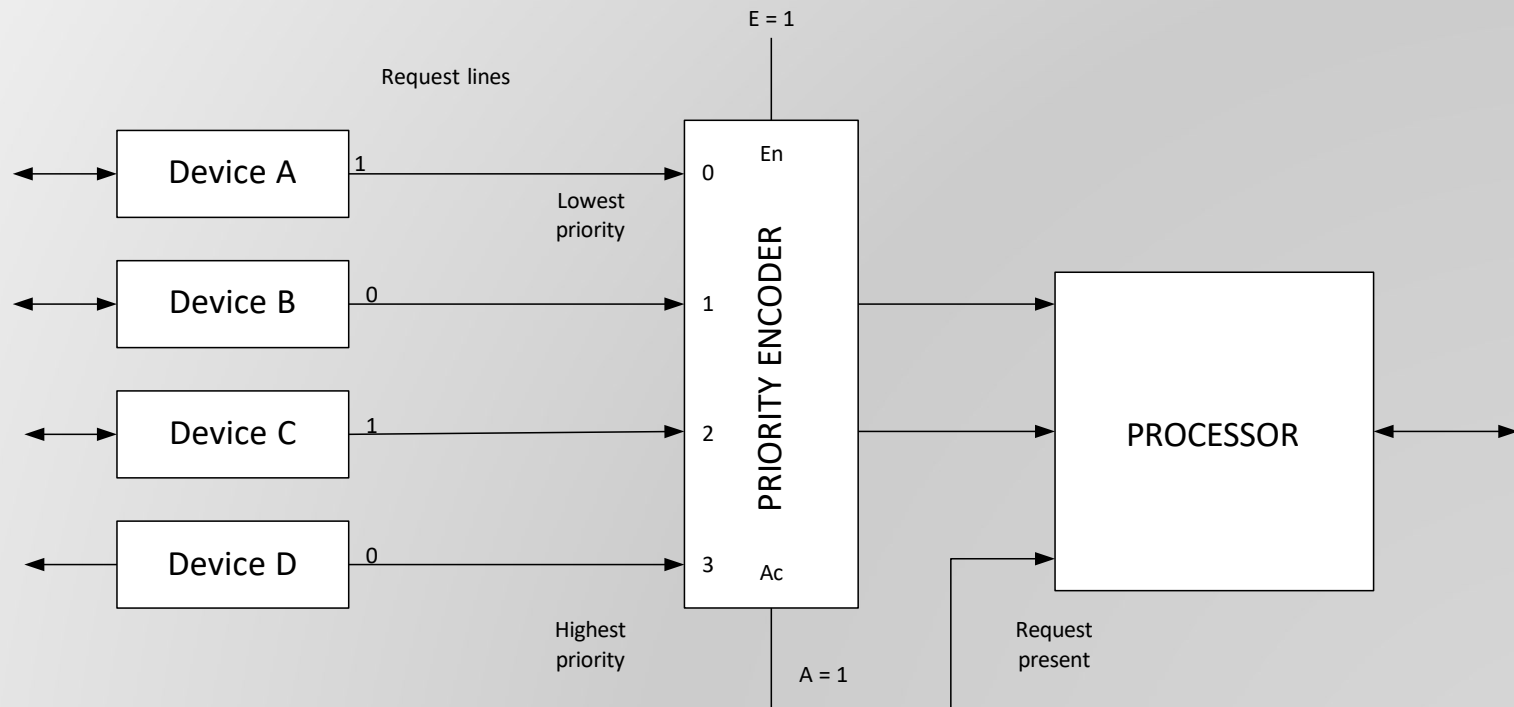 E = 1
Request lines
Device A
1
0
En
Lowest
priority
Device B
0
1
PRIORITY ENCODER
Device C
1
2
PROCESSOR
Device D
0
3
Ac
Highest
priority
Request
present
A = 1